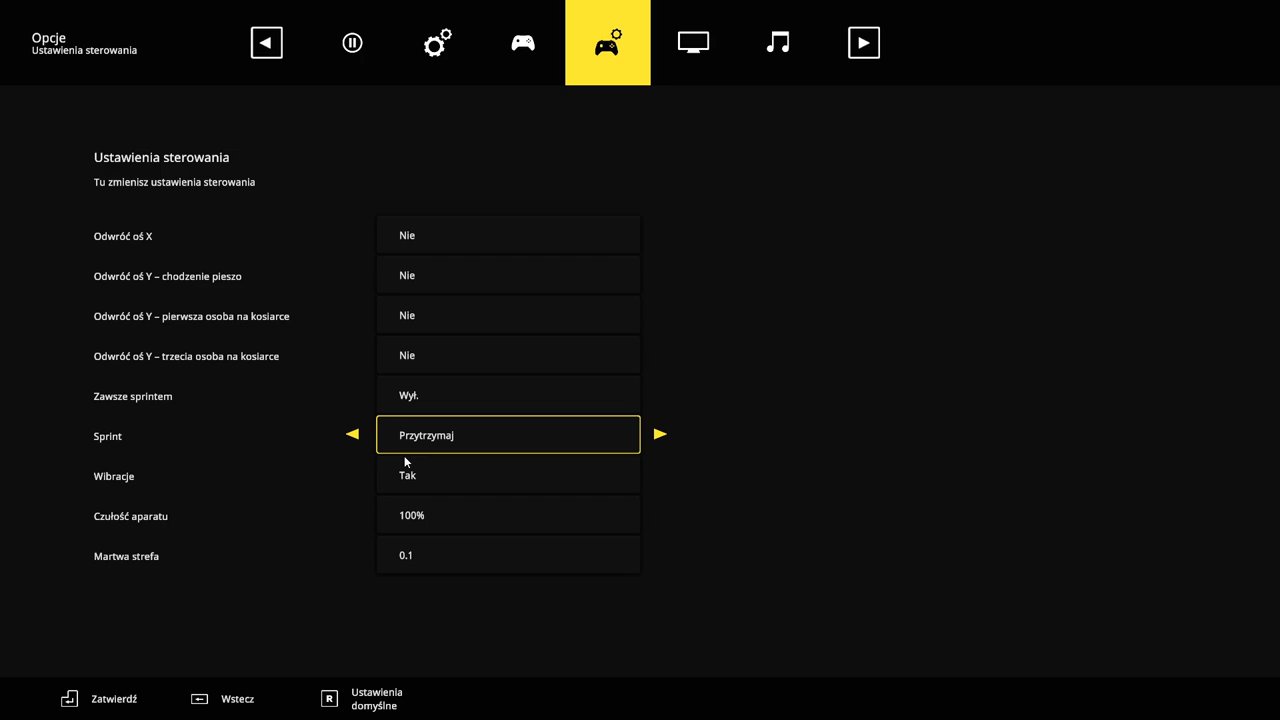 Opcje
Ustawienia sterowania
Ustawienia sterowania
Tu zmienisz ustawienia sterowania
Odwróć oś X
Nie
Odwróć oś Y – chodzenie pieszo
Nie
Odwróć oś Y – pierwsza osoba na kosiarce
Nie
Odwróć oś Y – trzecia osoba na kosiarce
Nie
Zawsze sprintem
Wył.
Sprint
Przytrzymaj
Wibracje
Tak
Czułość aparatu
100%
Martwa strefa
0.1
Zatwierdź
Wstecz
R
Ustawienia
domyślne